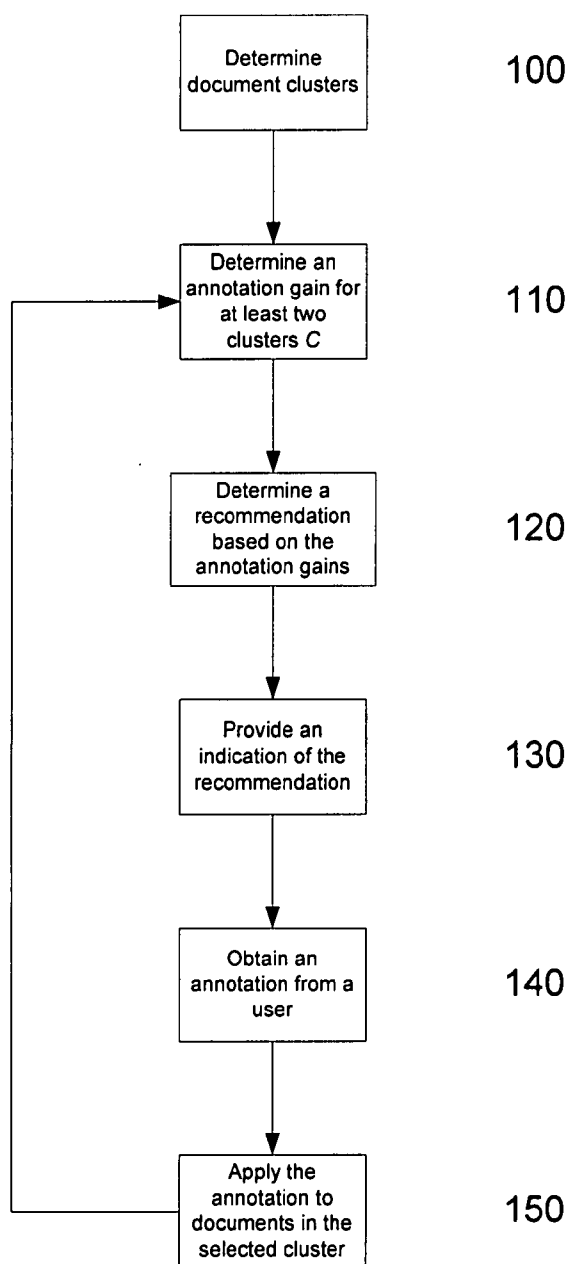 Determine
document clusters
100
Determine an
annotation gain for
at least two
clusters C
110
Determine a
recommendation
based on the
annotation gains
120
Provide an
indication of the
recommendation
130
Obtain an
annotation from a
user
140
Apply the
annotation to
documents in the
selected cluster
150